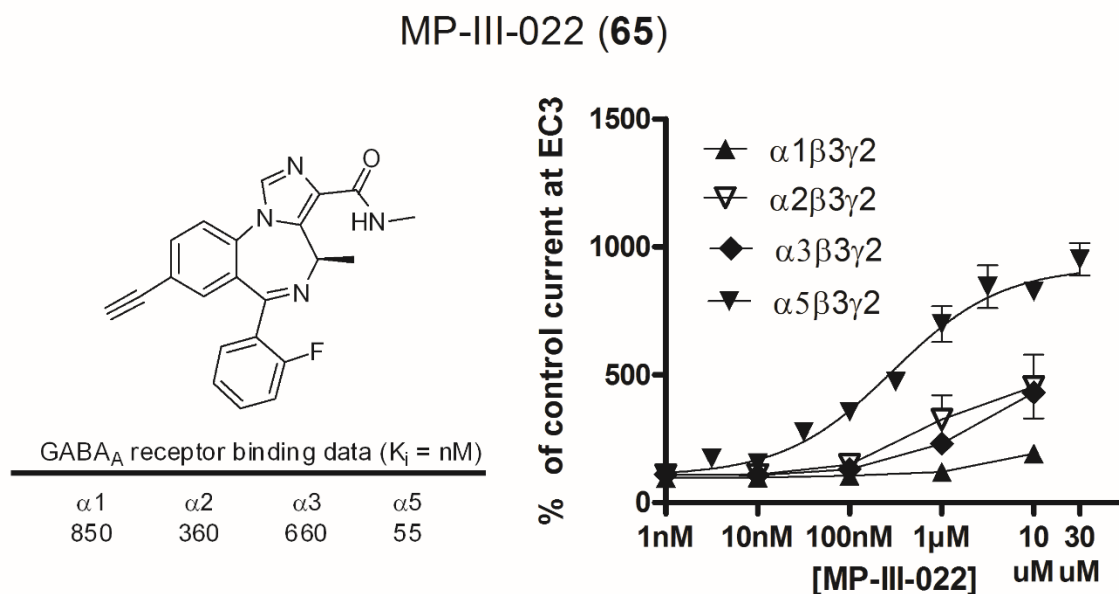 MP-III-022 (65)
N
N
O
HN
N
F
GABAA receptor binding data (Ki = nM)
α1 α2 α3 α5
850 360 660 55
% of control current at EC3
1500
1000
500
0
α1β3γ2
α2β3γ2
α3β3γ2
α5β3γ2
1nM 10nM 100nM 1µM 10 30
uM uM
[MP-III-022]